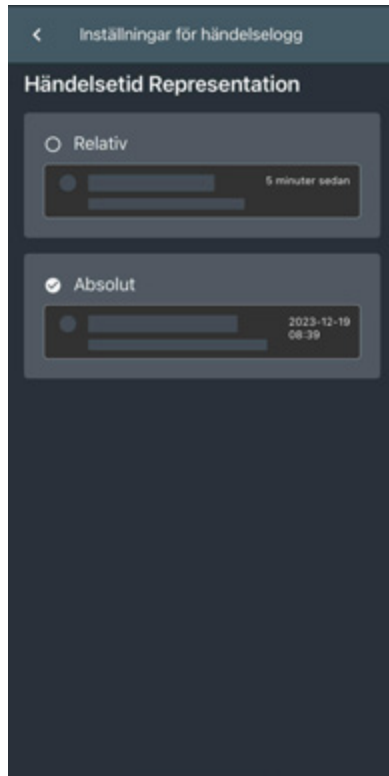 Inställningar för händelselogg
Händelsetid Representation
Relativ
5 minuter sedan
Absolut
2023-12-19
08:39